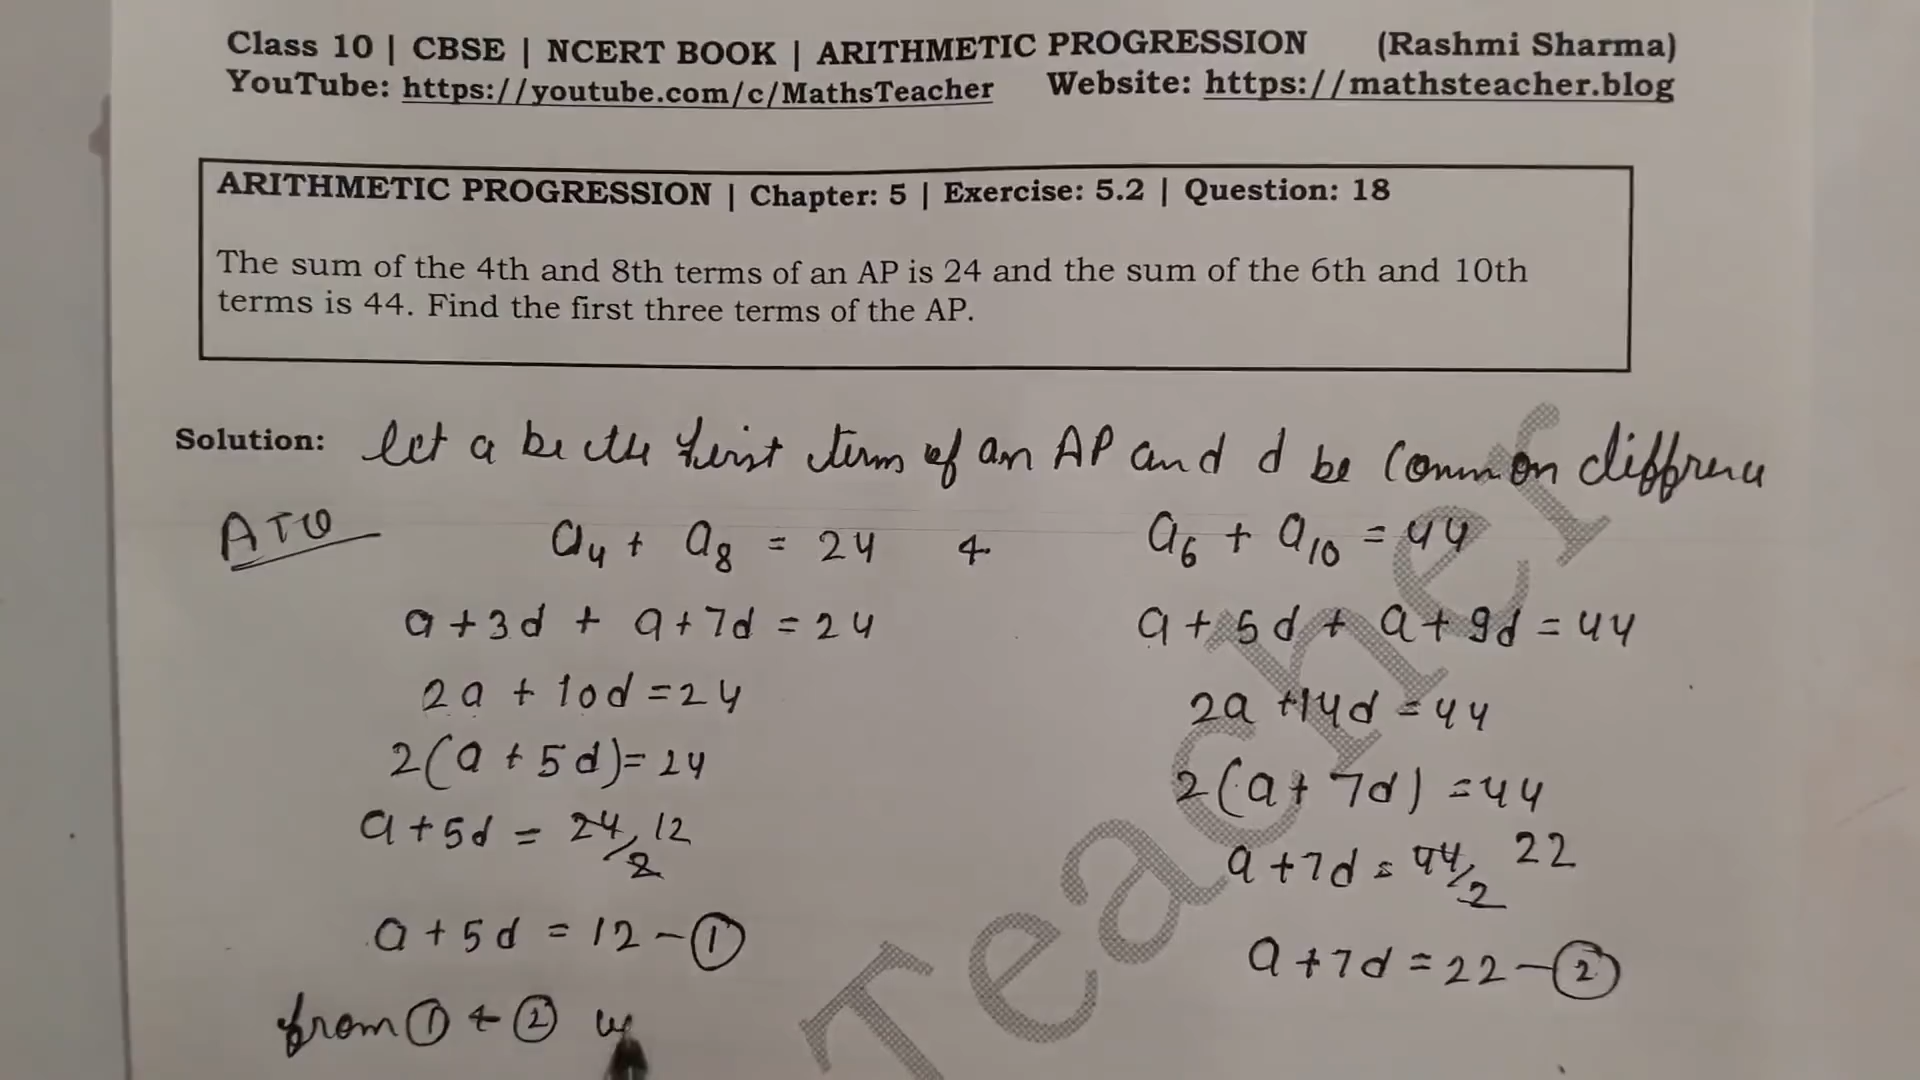 Class 10 | CBSE | NCERT BOOK | ARITHMETIC PROGRESSION (Rashmi Sharma)
YouTube: https://youtube.com/c/MathsTeacher Website: https://mathsteacher.blog
ARITHMETIC PROGRESSION | Chapter: 5 | Exercise: 5.2 | Question: 18
The sum of the 4th and 8th terms of an AP is 24 and the sum of the 6th and 10th
terms is 44. Find the first three terms of the AP.
Solution: let a be the first term of an AP and d be common difference
ATQ a₄ + a₈ = 24 & a₆ + a₁₀ = 44
a + 3d + a + 7d = 24 a + 5d + a + 9d = 44
2a + 10d = 24 2a + 14d = 44
2(a + 5d) = 24 2(a + 7d) = 44
a + 5d = 24/2 12 a + 7d = 44/2 22
a + 5d = 12 - ① a + 7d = 22 - ②
from ① & ②
Teacher